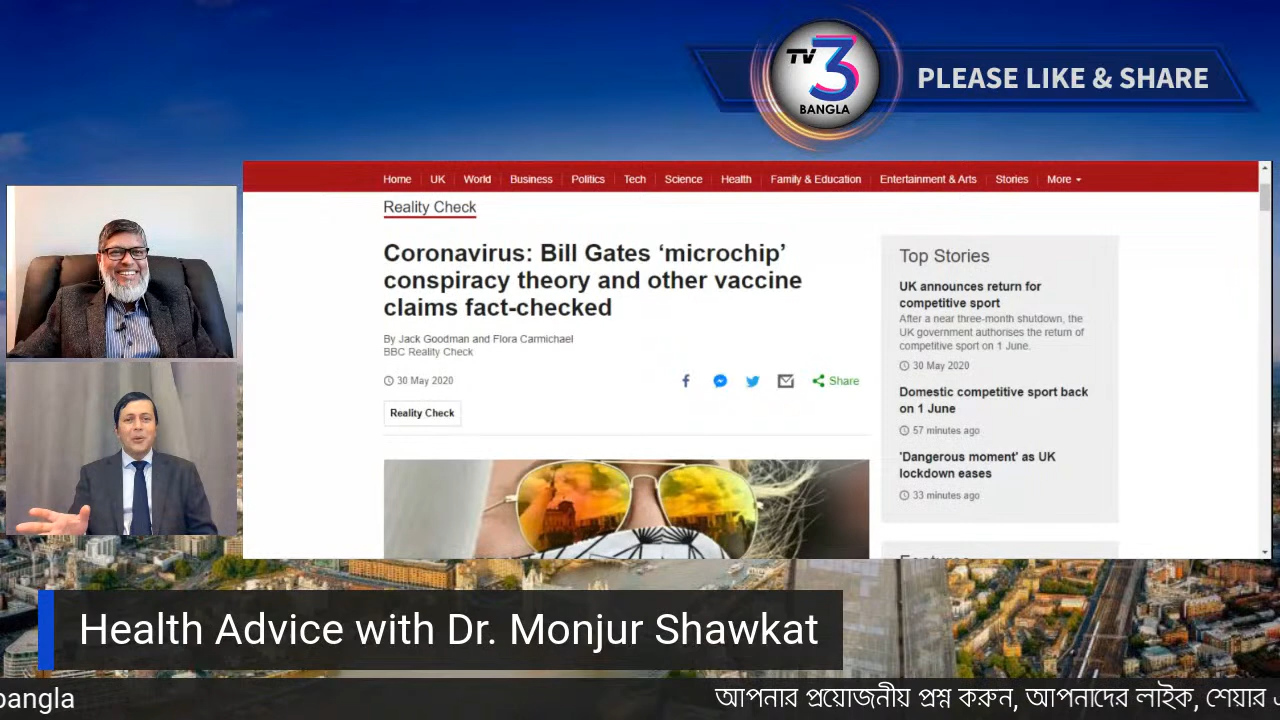 TV
3
BANGLA
PLEASE LIKE & SHARE
Home UK World Business Politics Tech Science Health Family & Education Entertainment & Arts Stories More
Reality Check
Coronavirus: Bill Gates ‘microchip’
conspiracy theory and other vaccine
claims fact-checked
By Jack Goodman and Flora Carmichael
BBC Reality Check
30 May 2020
Share
Reality Check
Top Stories
UK announces return for
competitive sport
After a near three-month shutdown, the
UK government authorises the return of
competitive sport on 1 June.
30 May 2020
Domestic competitive sport back
on 1 June
57 minutes ago
'Dangerous moment' as UK
lockdown eases
33 minutes ago
Health Advice with Dr. Monjur Shawkat
bangla
আপনার প্রয়োজনীয় প্রশ্ন করুন, আপনাদের লাইক, শেয়ার